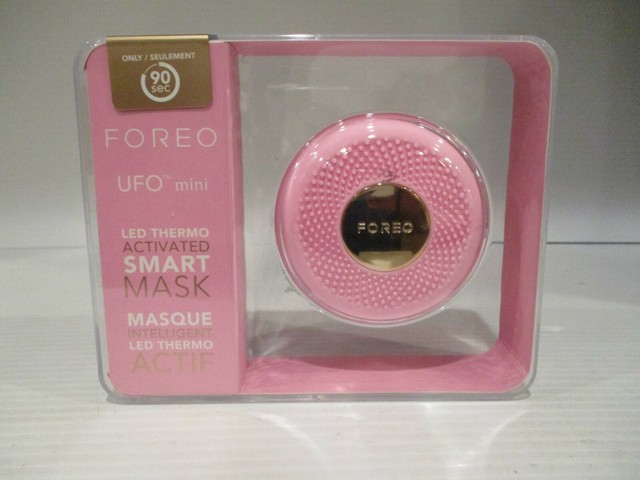 ONLY / SEULEMENT
90
sec
FOREO
UFO™ mini
LED THERMO
ACTIVATED
SMART
MASK
MASQUE
INTELLIGENT
LED THERMO
ACTIF
FOREO